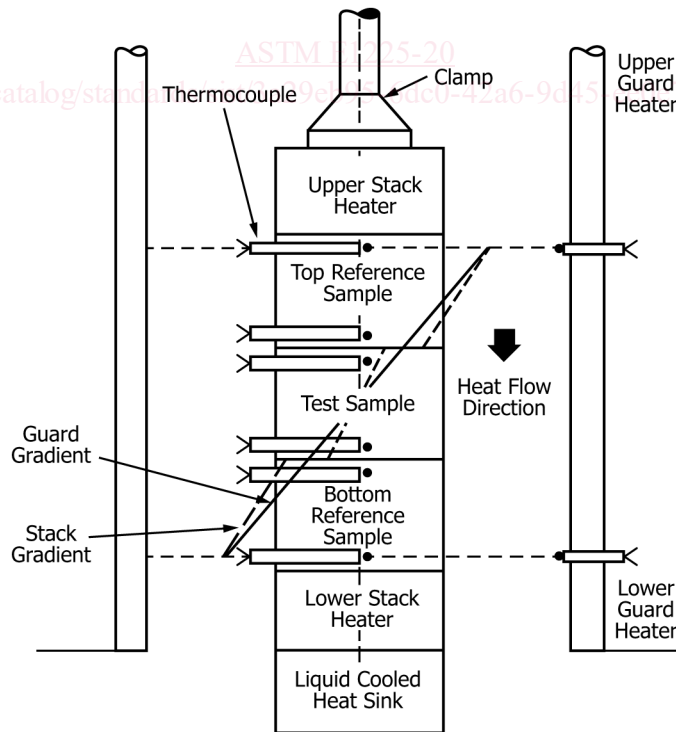 ASTM E1225-20
Clamp
Upper
Guard
Heater
Thermocouple
Upper Stack
Heater
Top Reference
Sample
Heat Flow
Direction
Test Sample
Guard
Gradient
Stack
Gradient
Bottom
Reference
Sample
Lower Stack
Heater
Lower
Guard
Heater
Liquid Cooled
Heat Sink